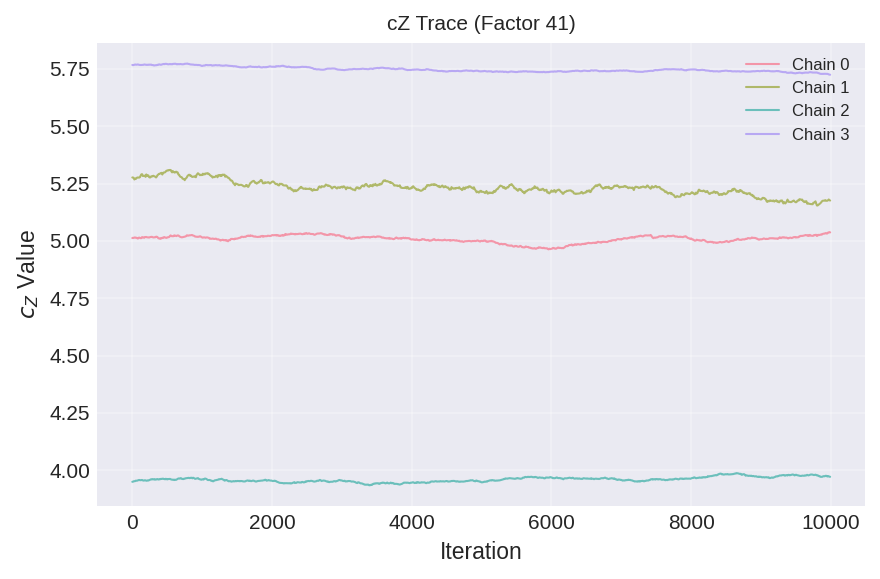 cZ Trace (Factor 41)
Chain 0
Chain 1
Chain 2
Chain 3
5.75
5.50
5.25
5.00
4.75
4.50
4.25
4.00
cZ Value
0 2000 4000 6000 8000 10000
Iteration